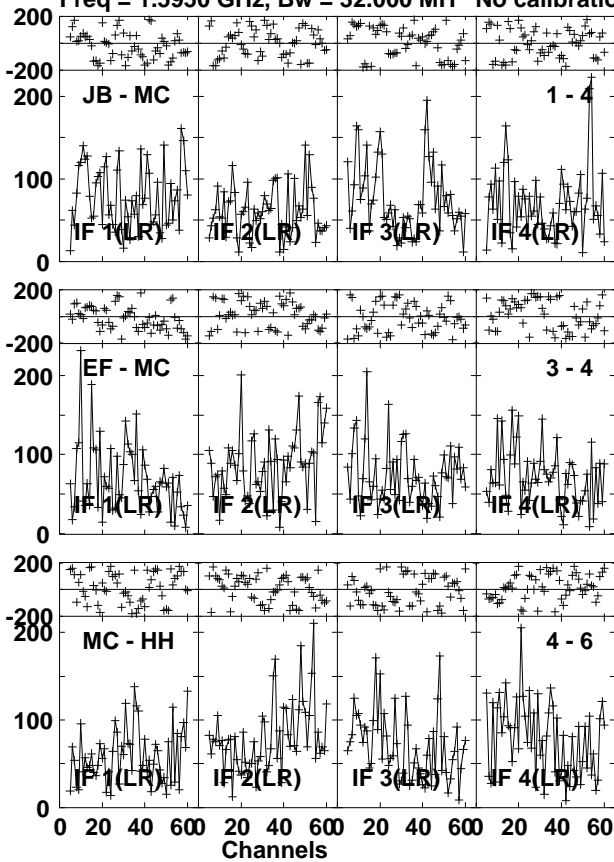 Freq = 1.5950 GHz, Bw = 32.000 MH No calibratio
200
-200
200
100
0
JB - MC
1 - 4
IF 1(LR) IF 2(LR) IF 3(LR) IF 4(LR)
200
-200
200
100
0
EF - MC
3 - 4
IF 1(LR) IF 2(LR) IF 3(LR) IF 4(LR)
200
-200
200
100
0
MC - HH
4 - 6
IF 1(LR) IF 2(LR) IF 3(LR) IF 4(LR)
0 20 40 60 0 20 40 60 0 20 40 60 0 20 40 60
Channels